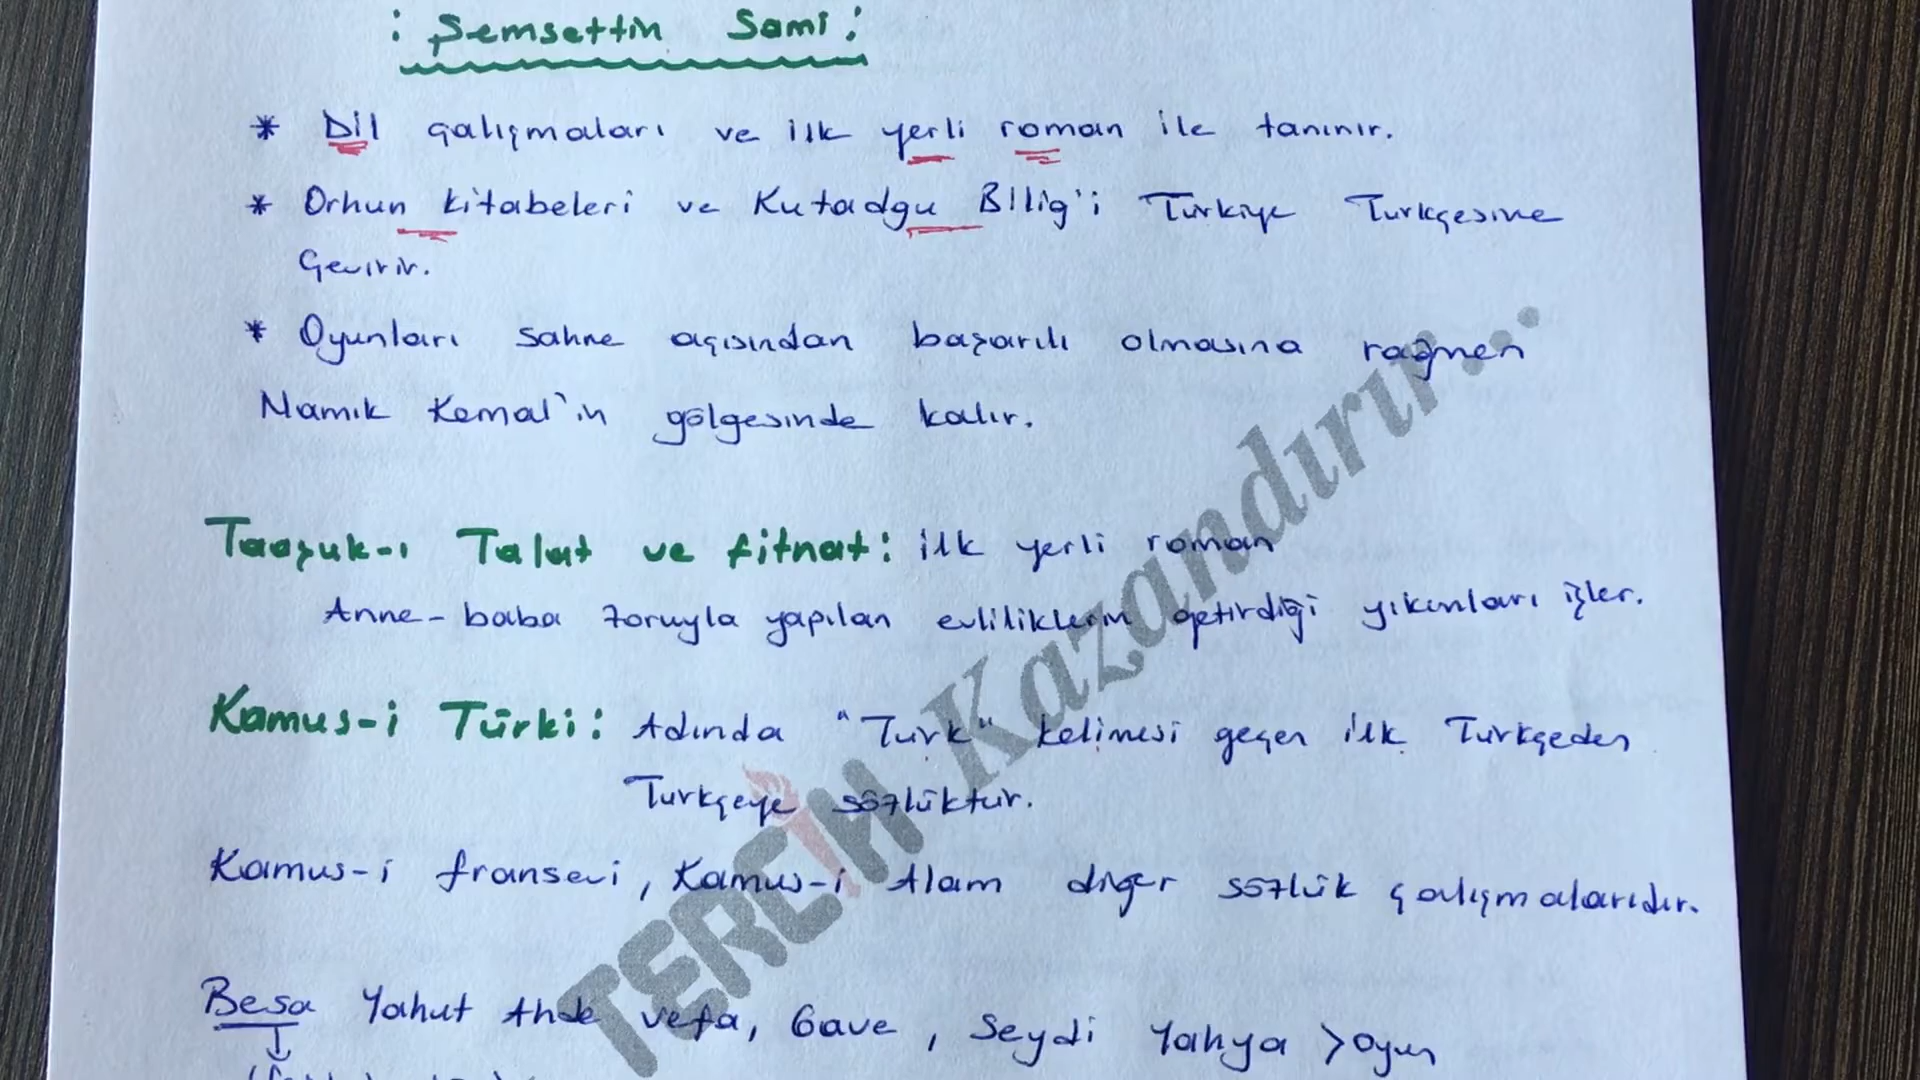 : Şemsettin Sami :
* Dil çalışmaları ve ilk yerli roman ile tanınır.
* Orhun kitabeleri ve Kutadgu Bilig'i Türkiye Türkçesine
Çevirir.
* Oyunları sahne açısından başarılı olmasına rağmen
Namık Kemal'in gölgesinde kalır.
Taaşuk-ı Talat ve fitnat: ilk yerli roman
Anne-baba zoruyla yapılan evliliklerin getirdiği yıkımları işler.
Kamus-i Türki: Adında "Türk" kelimesi geçen ilk Türkçeden
Türkçeye sözlüktür.
Kamus-i fransevi, Kamus-i Alam diğer sözlük çalışmalarıdır.
Besa Yahut Ahde vefa, Gave, Seydi Yahya > oyun
TERCİH Kazandırır...